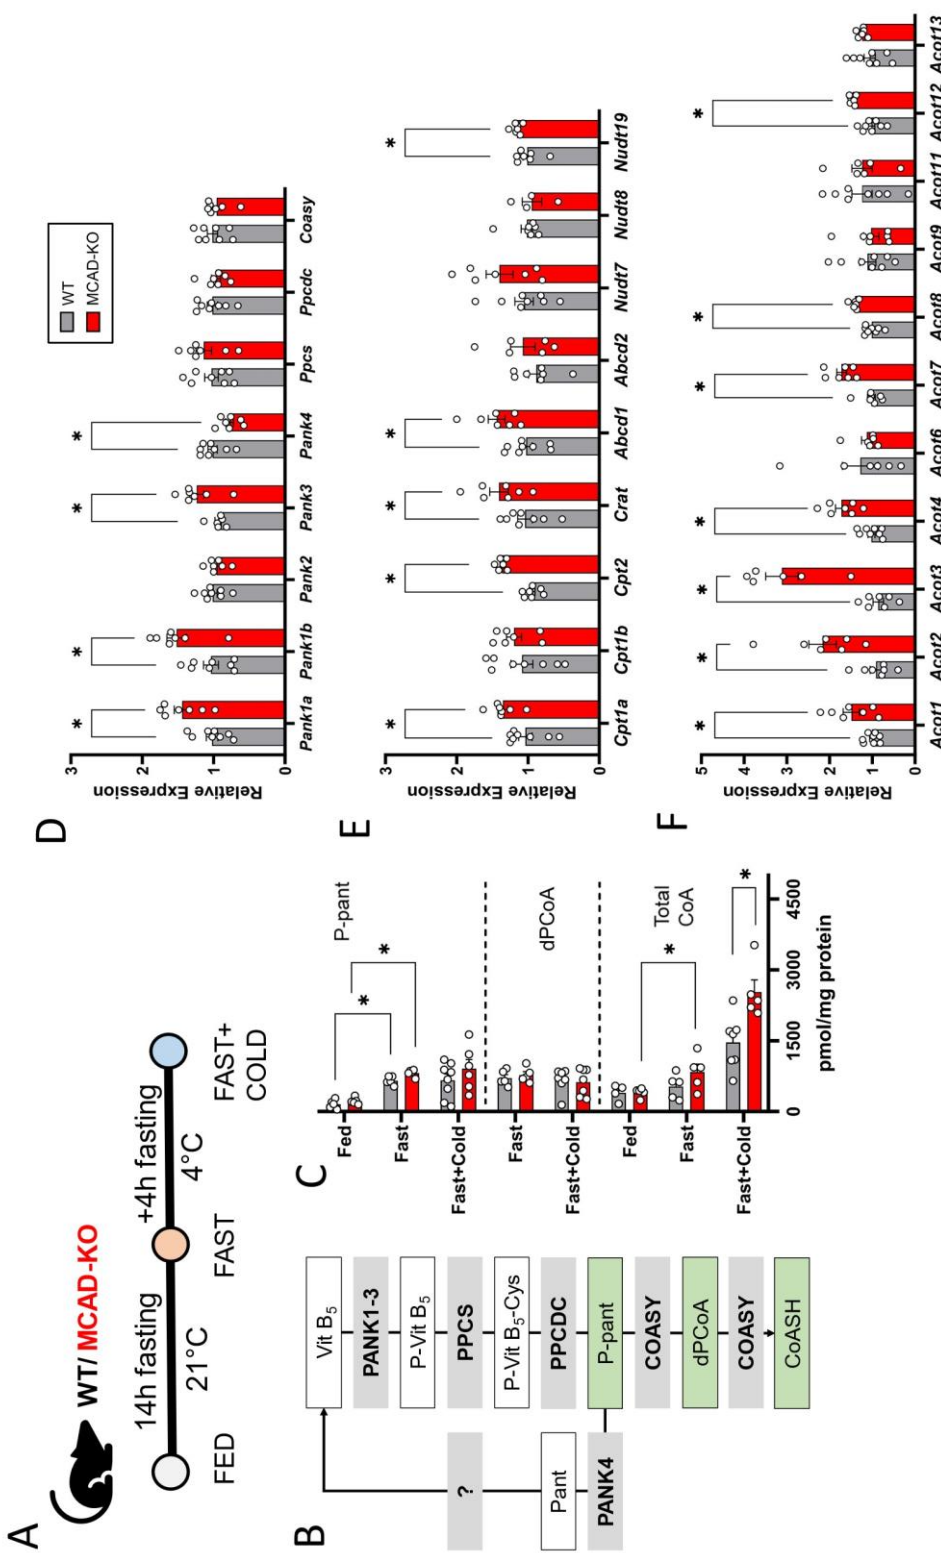 A
WT/ MCAD-KO
14h fasting
+4h fasting
21°C
4°C
FED
FAST
FAST+
COLD
B
Vit B5
PANK1-3
P-Vit B5
PPCS
P-Vit B5-Cys
PPCDC
P-pant
COASY
dPCoA
COASY
CoASH
?
Pant
PANK4
C
P-pant
Fed
Fast
Fast+Cold
*
*
dPCoA
Fast
Fast+Cold
Total
CoA
Fed
Fast
Fast+Cold
*
*
0
1500
3000
4500
pmol/mg protein
D
WT
MCAD-KO
Relative Expression
3
2
1
0
*
*
*
*
Pank1a
Pank1b
Pank2
Pank3
Pank4
Ppcs
Ppcdc
Coasy
E
Relative Expression
3
2
1
0
*
*
*
*
*
Cpt1a
Cpt1b
Cpt2
Crat
Abcd1
Abcd2
Nudt7
Nudt8
Nudt19
F
Relative Expression
5
4
3
2
1
0
*
*
*
*
*
*
*
Acot1
Acot2
Acot3
Acot4
Acot6
Acot7
Acot8
Acot9
Acot11
Acot12
Acot13